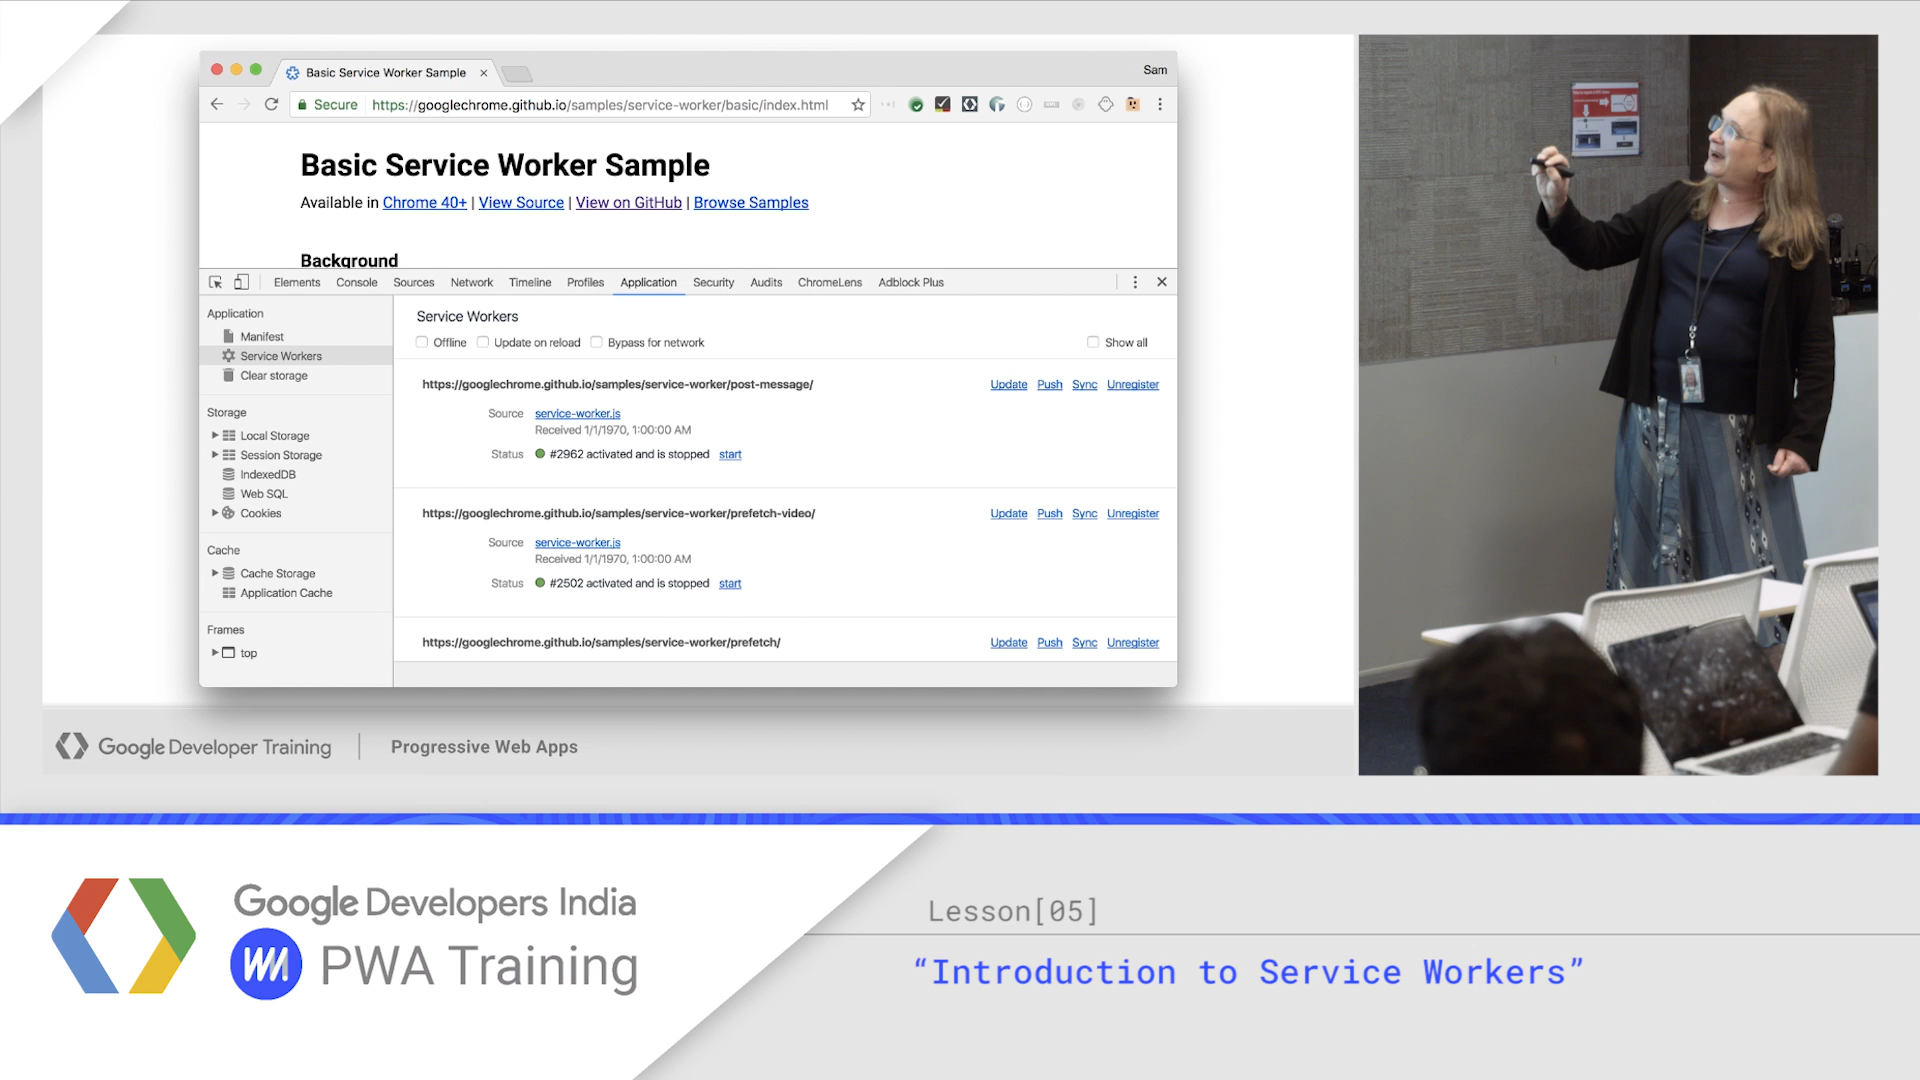 Basic Service Worker Sample
Sam
Secure https://googlechrome.github.io/samples/service-worker/basic/index.html
Basic Service Worker Sample
Available in Chrome 40+ | View Source | View on GitHub | Browse Samples
Background
Elements Console Sources Network Timeline Profiles Application Security Audits ChromeLens Adblock Plus
Application
Manifest
Service Workers
Clear storage
Storage
Local Storage
Session Storage
IndexedDB
Web SQL
Cookies
Cache
Cache Storage
Application Cache
Frames
top
Service Workers
Offline Update on reload Bypass for network Show all
https://googlechrome.github.io/samples/service-worker/post-message/ Update Push Sync Unregister
Source service-worker.js
Received 1/1/1970, 1:00:00 AM
Status #2962 activated and is stopped start
https://googlechrome.github.io/samples/service-worker/prefetch-video/ Update Push Sync Unregister
Source service-worker.js
Received 1/1/1970, 1:00:00 AM
Status #2502 activated and is stopped start
https://googlechrome.github.io/samples/service-worker/prefetch/ Update Push Sync Unregister
Google Developer Training | Progressive Web Apps
Google Developers India
PWA Training
Lesson[05]
“Introduction to Service Workers”